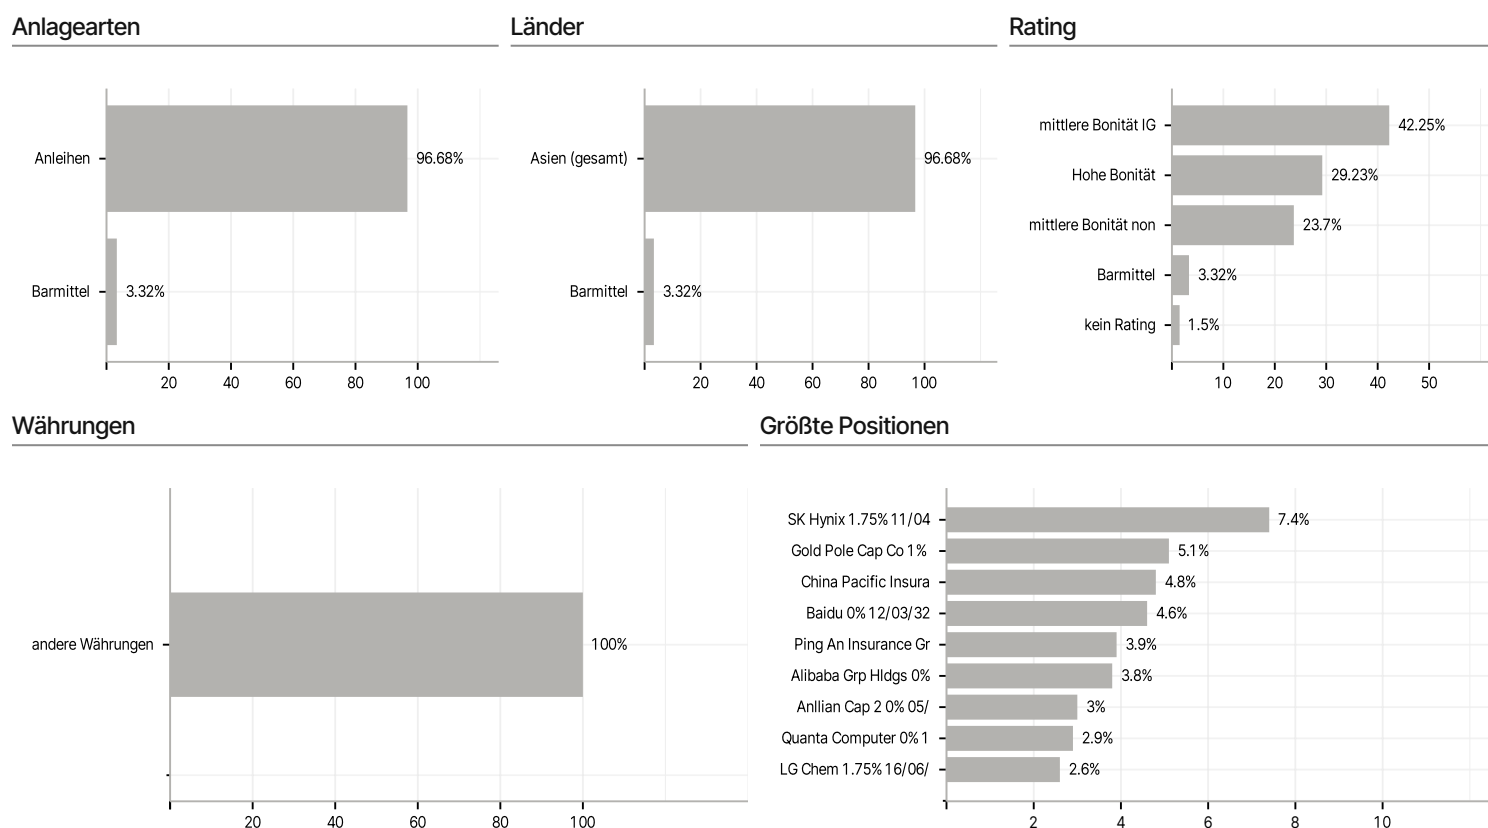 Anlagearten
Anleihen
96.68%
Barmittel
3.32%
20 40 60 80 100
Länder
Asien (gesamt)
96.68%
Barmittel
3.32%
20 40 60 80 100
Rating
mittlere Bonität IG
42.25%
Hohe Bonität
29.23%
mittlere Bonität non
23.7%
Barmittel
3.32%
kein Rating
1.5%
10 20 30 40 50
Währungen
andere Währungen
100%
20 40 60 80 100
Größte Positionen
SK Hynix 1.75% 11/04
7.4%
Gold Pole Cap Co 1%
5.1%
China Pacific Insura
4.8%
Baidu 0% 12/03/32
4.6%
Ping An Insurance Gr
3.9%
Alibaba Grp Hldgs 0%
3.8%
Anllian Cap 2 0% 05/
3%
Quanta Computer 0% 1
2.9%
LG Chem 1.75% 16/06/
2.6%
2 4 6 8 10